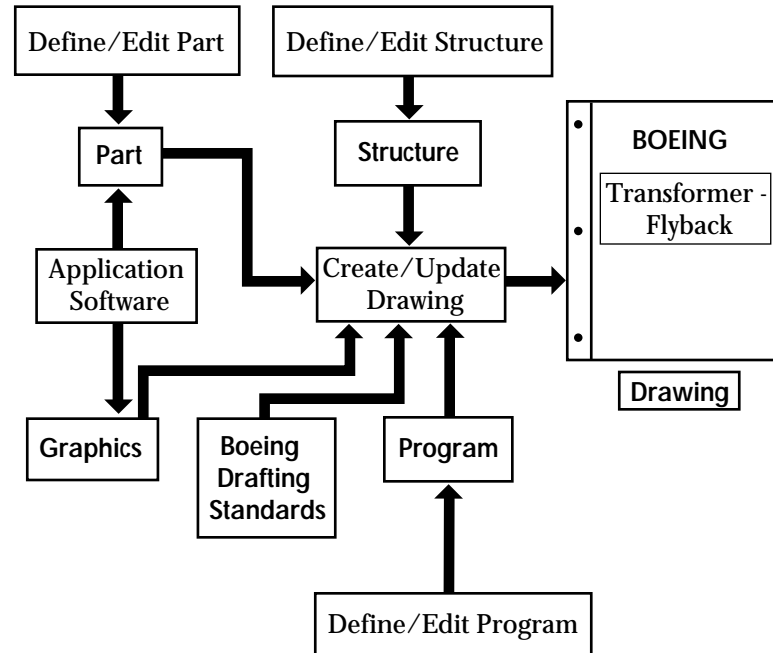 Define/Edit Part
Define/Edit Structure
Part
Structure
BOEING
Transformer -
Flyback
Application
Software
Create/Update
Drawing
Drawing
Graphics
Boeing
Drafting
Standards
Program
Define/Edit Program